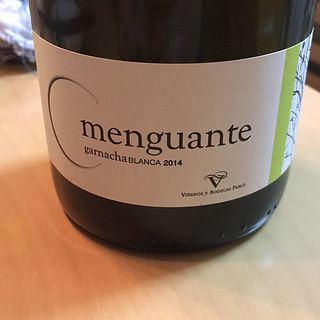 menguante
garnacha BLANCA 2014
VIÑEDOS Y BODEGAS PABLO